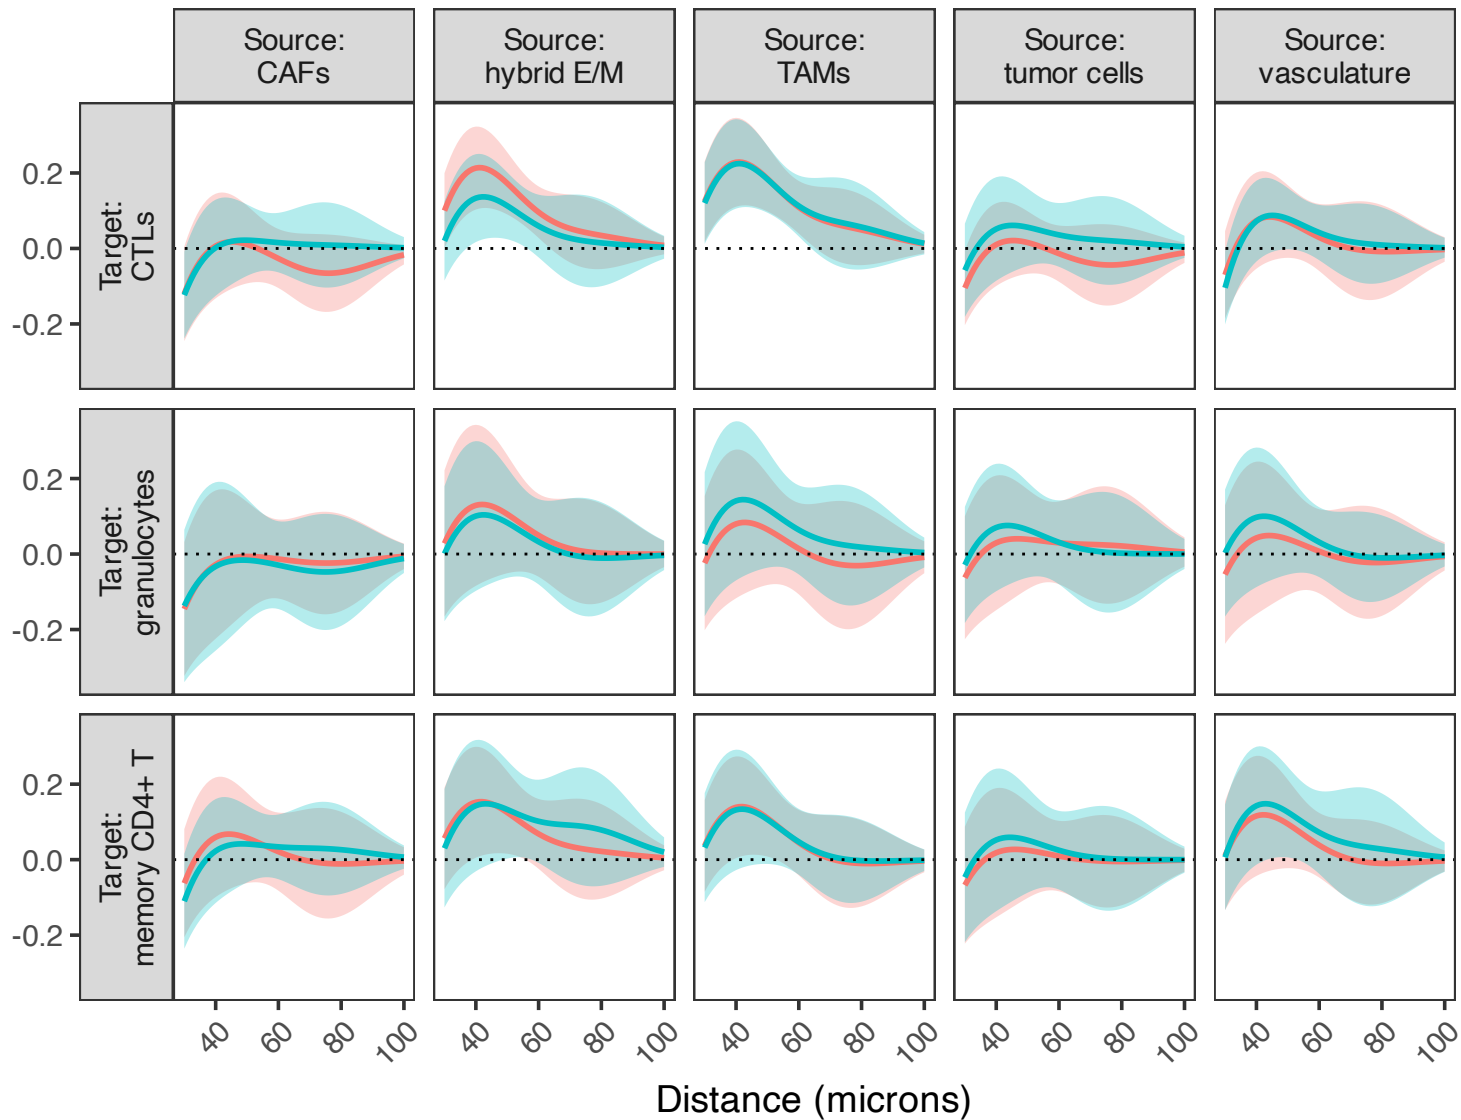 Source:
CAFs
Source:
hybrid E/M
Source:
TAMs
Source:
tumor cells
Source:
vasculature
Target:
CTLs
0.2
0.0
-0.2
Target:
granulocytes
0.2
0.0
-0.2
Target:
memory CD4+ T
0.2
0.0
-0.2
40 60 80 100
40 60 80 100
40 60 80 100
40 60 80 100
40 60 80 100
Distance (microns)